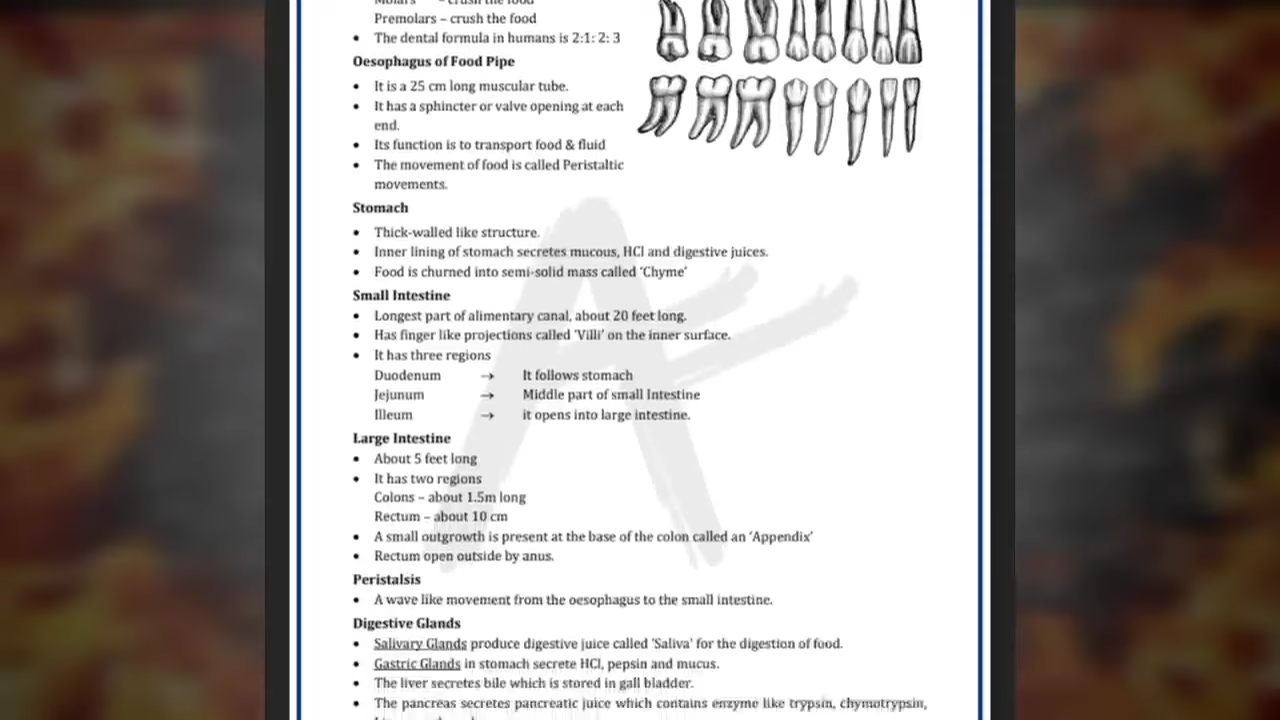 Molars – crush the food
Premolars – crush the food
• The dental formula in humans is 2:1: 2: 3
Oesophagus of Food Pipe
• It is a 25 cm long muscular tube.
• It has a sphincter or valve opening at each
end.
• Its function is to transport food & fluid
• The movement of food is called Peristaltic
movements.
Stomach
• Thick-walled like structure.
• Inner lining of stomach secretes mucous, HCl and digestive juices.
• Food is churned into semi-solid mass called ‘Chyme’
Small Intestine
• Longest part of alimentary canal, about 20 feet long.
• Has finger like projections called ‘Villi’ on the inner surface.
• It has three regions
Duodenum → It follows stomach
Jejunum → Middle part of small Intestine
Illeum → it opens into large intestine.
Large Intestine
• About 5 feet long
• It has two regions
Colons – about 1.5m long
Rectum – about 10 cm
• A small outgrowth is present at the base of the colon called an ‘Appendix’
• Rectum open outside by anus.
Peristalsis
• A wave like movement from the oesophagus to the small intestine.
Digestive Glands
• Salivary Glands produce digestive juice called ‘Saliva’ for the digestion of food.
• Gastric Glands in stomach secrete HCl, pepsin and mucus.
• The liver secretes bile which is stored in gall bladder.
• The pancreas secretes pancreatic juice which contains enzyme like trypsin, chymotrypsin,